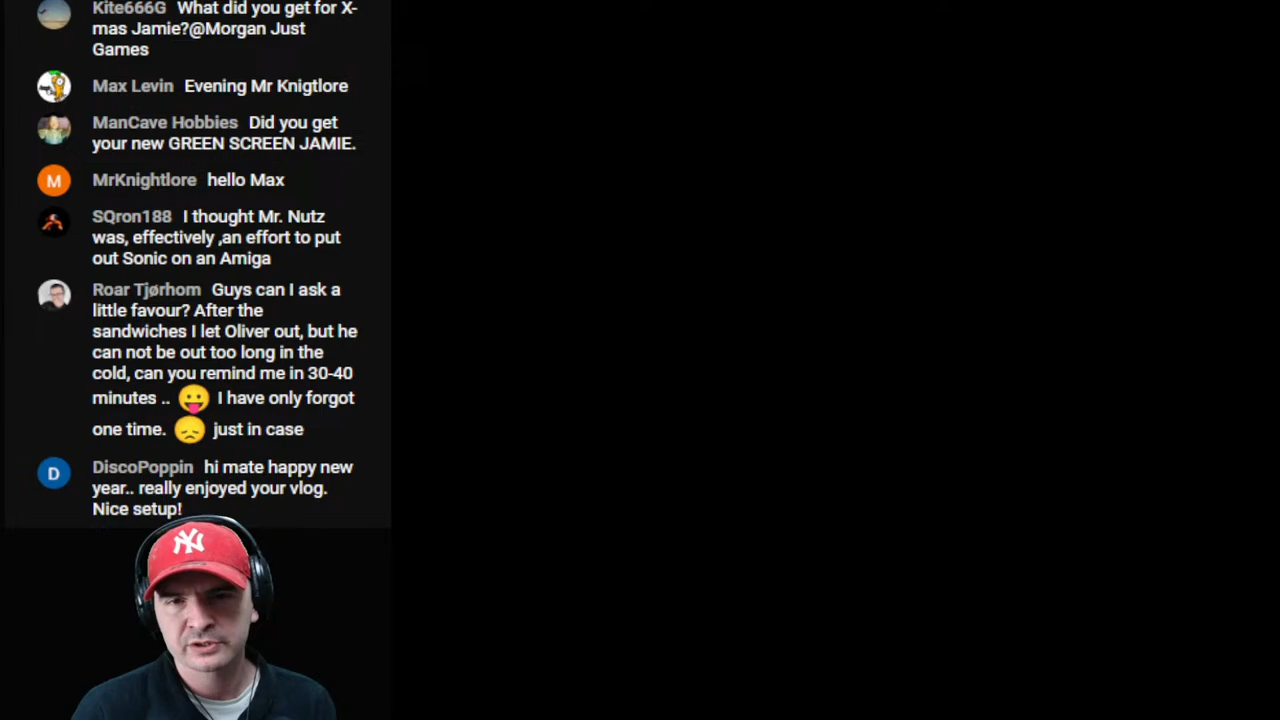 Kite666G What did you get for X-
mas Jamie?@Morgan Just
Games
Max Levin Evening Mr Knigtlore
ManCave Hobbies Did you get
your new GREEN SCREEN JAMIE.
M MrKnightlore hello Max
SQron188 I thought Mr. Nutz
was, effectively ,an effort to put
out Sonic on an Amiga
Roar Tjørhom Guys can I ask a
little favour? After the
sandwiches I let Oliver out, but he
can not be out too long in the
cold, can you remind me in 30-40
minutes .. 😛 I have only forgot
one time. 😞 just in case
D DiscoPoppin hi mate happy new
year.. really enjoyed your vlog.
Nice setup!
NY